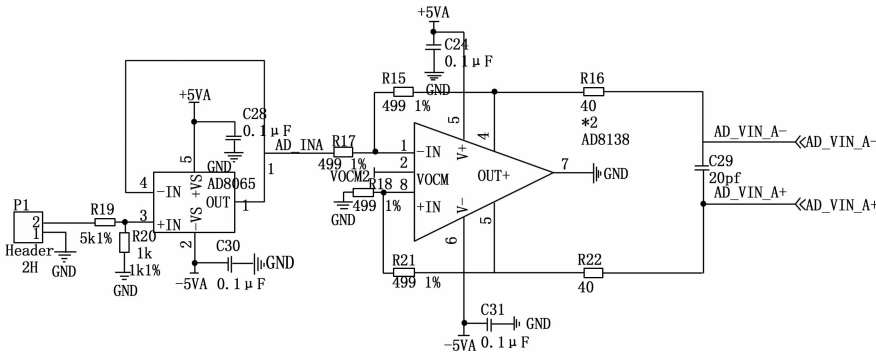 +5VA
C24
0.1μF
GND
R15
499 1%
R16
40
*2
AD8138
5
4
+5VA
C28
0.1μF
GND
AD_INA
R17
499 1%
1
-IN
V+
2
VOCM
VOCM2
OUT+
7
GND
AD_VIN_A-
AD_VIN_A-
C29
20pf
AD_VIN_A+
AD_VIN_A+
5
AD8065
4
-IN
+VS
OUT
1
1
3
+IN
-VS
2
R18
499 1%
8
+IN
V-
GND
5
6
P1
2
1
Header
2H
GND
R19
5k1%
R20
1k
1k1%
GND
C30
0.1μF
GND
-5VA
R21
499 1%
R22
40
C31
0.1μF
GND
-5VA